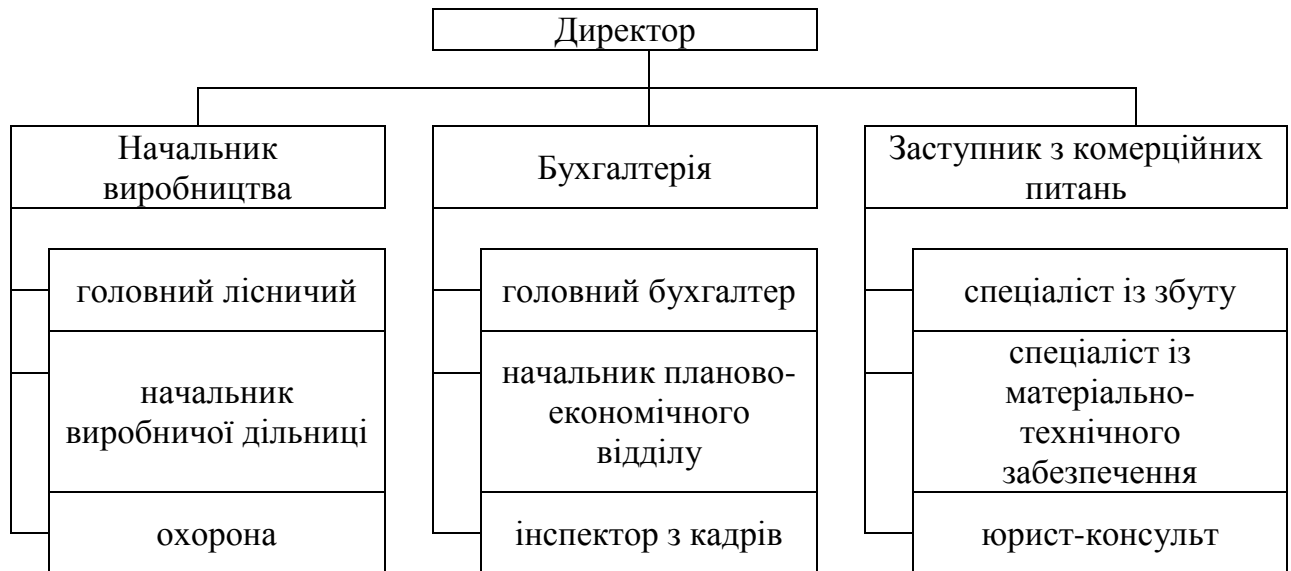 Директор
Начальник
виробництва
Бухгалтерія
Заступник з комерційних
питань
головний лісничий
начальник
виробничої дільниці
охорона
головний бухгалтер
начальник планово-
економічного
відділу
інспектор з кадрів
спеціаліст із збуту
спеціаліст із
матеріально-
технічного
забезпечення
юрист-консульт